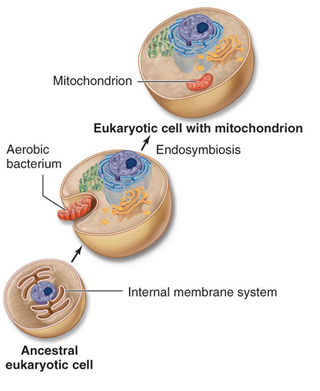 Mitochondrion
Eukaryotic cell with mitochondrion
Aerobic
bacterium
Endosymbiosis
Internal membrane system
Ancestral
eukaryotic cell